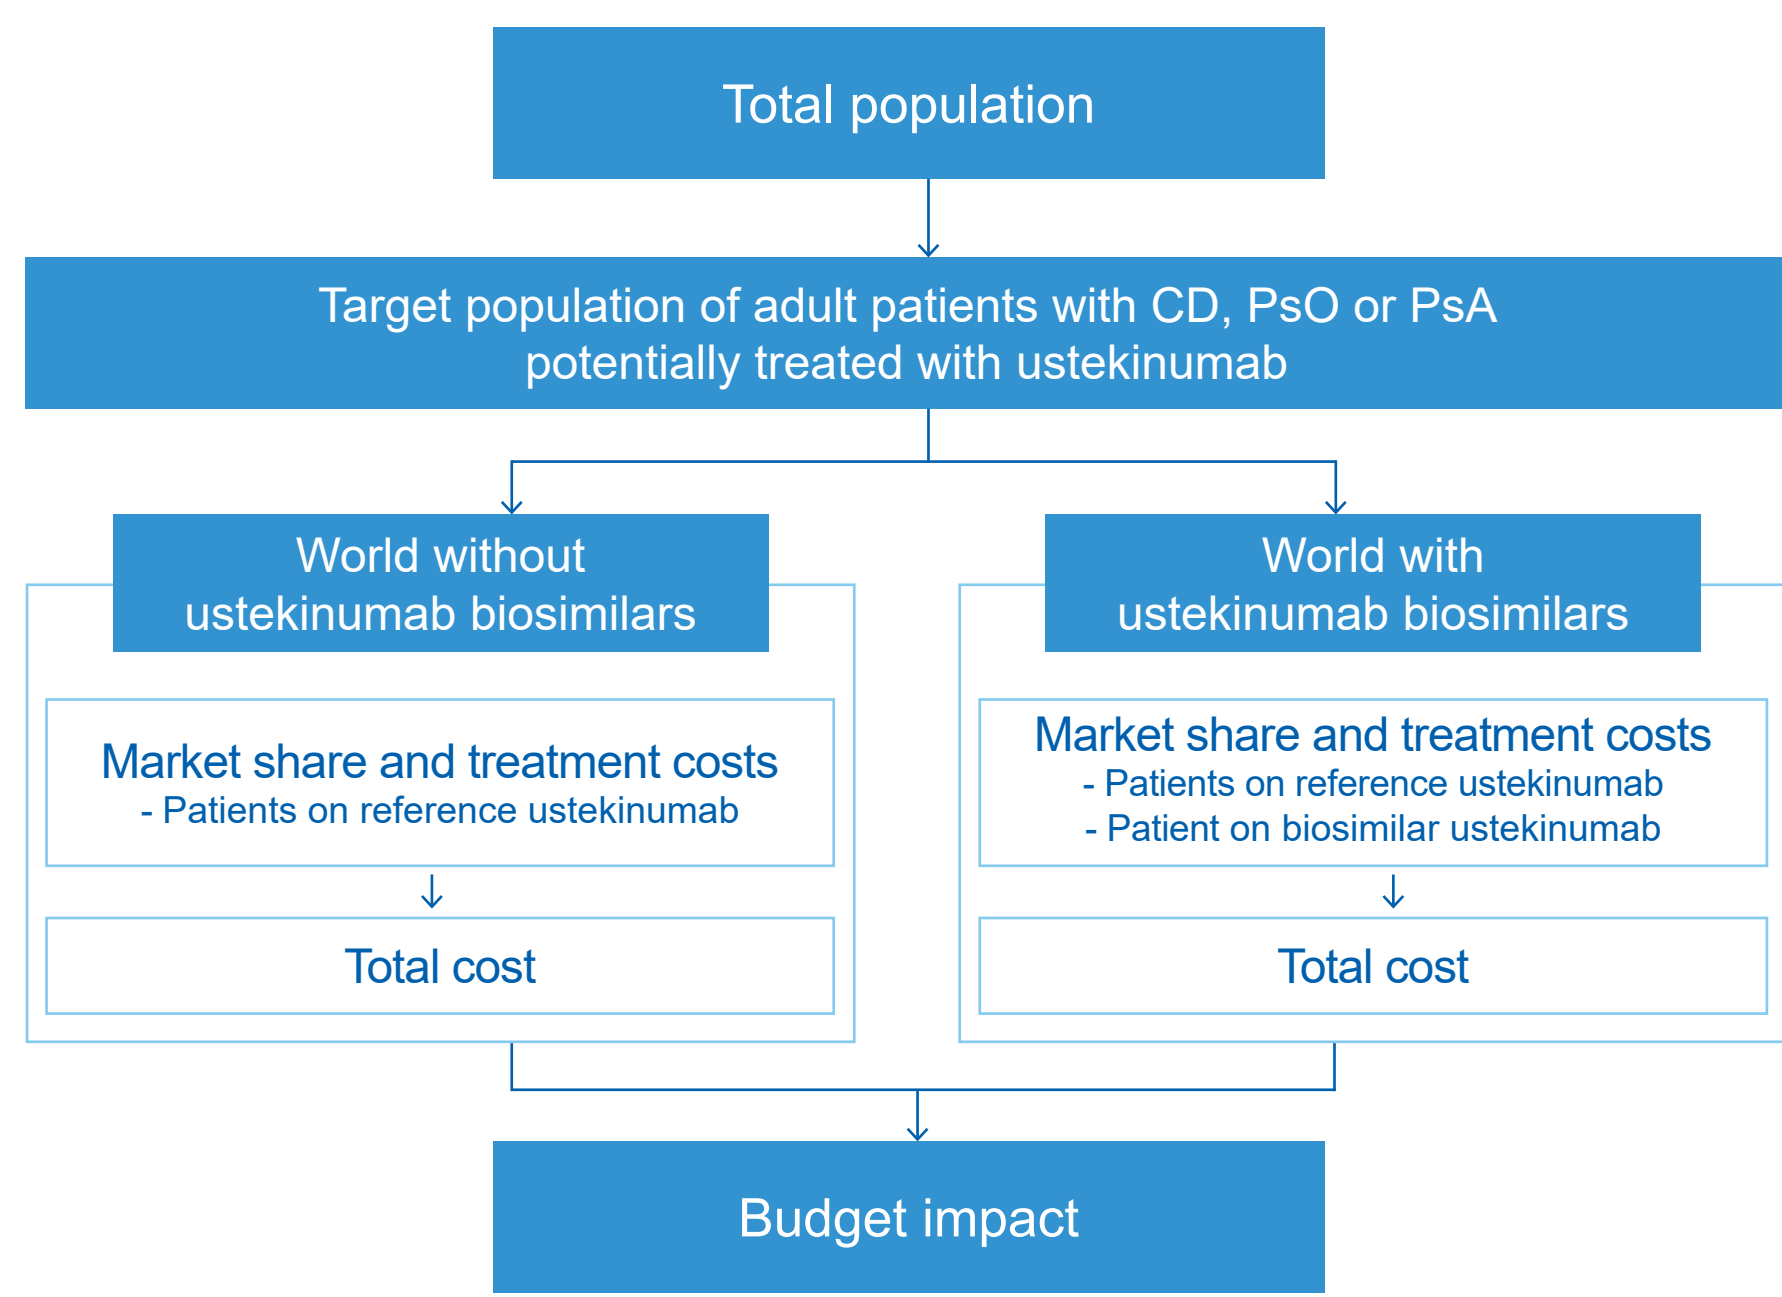 Total population
Target population of adult patients with CD, PsO or PsA
potentially treated with ustekinumab
World without
ustekinumab biosimilars
Market share and treatment costs
- Patients on reference ustekinumab
Total cost
World with
ustekinumab biosimilars
Market share and treatment costs
- Patients on reference ustekinumab
- Patient on biosimilar ustekinumab
Total cost
Budget impact